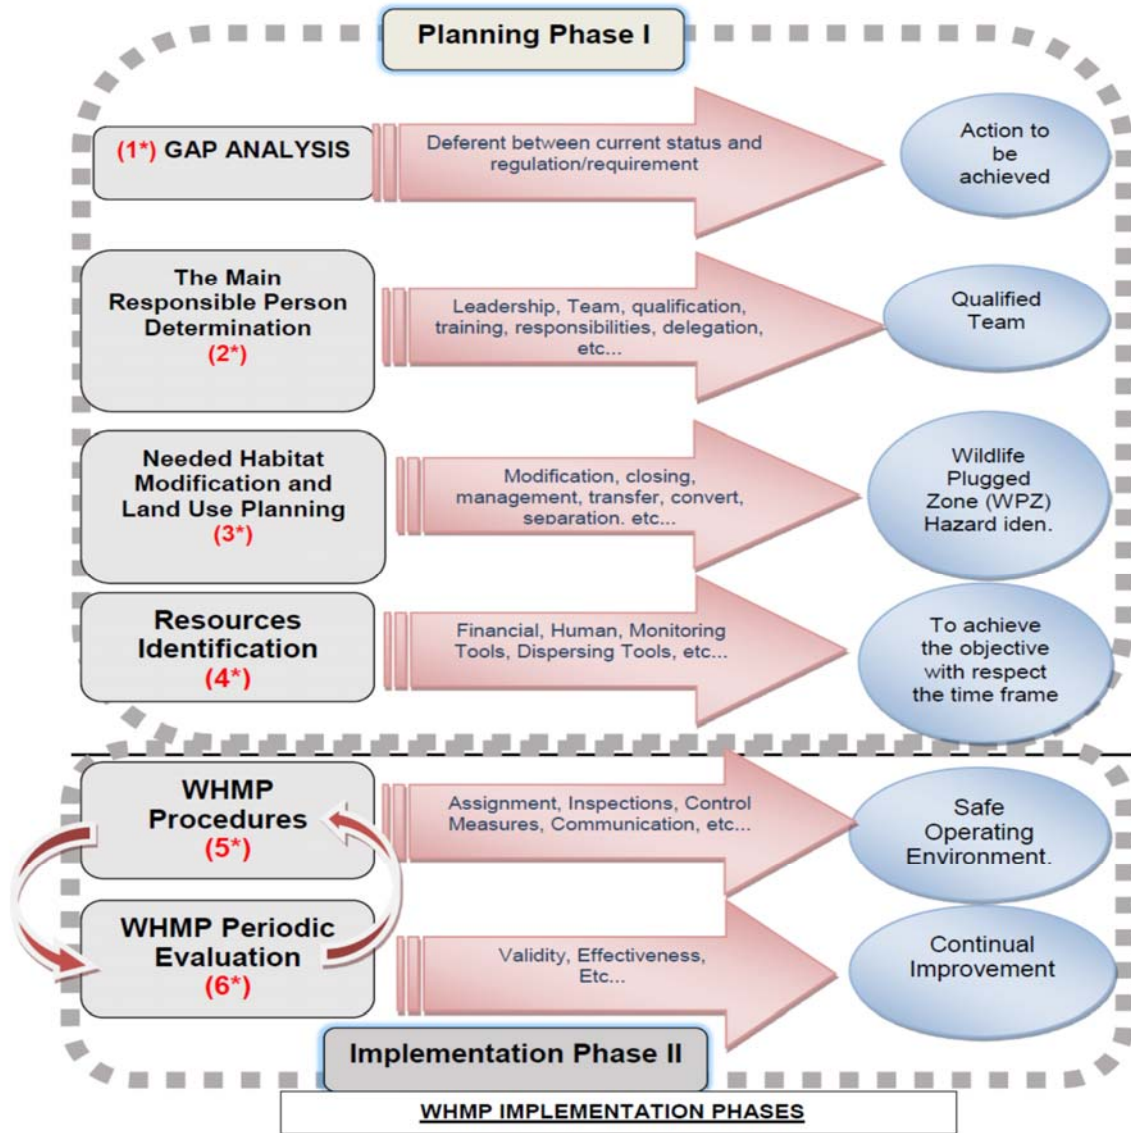 Planning Phase I
(1*) GAP ANALYSIS
Deferent between current status and
regulation/requirement
Action to
be
achieved
The Main
Responsible Person
Determination
(2*)
Leadership, Team, qualification,
training, responsibilities, delegation,
etc...
Qualified
Team
Needed Habitat
Modification and
Land Use Planning
(3*)
Modification, closing,
management, transfer, convert,
separation, etc...
Wildlife
Plugged
Zone (WPZ)
Hazard iden.
Resources
Identification
(4*)
Financial, Human, Monitoring
Tools, Dispersing Tools, etc...
To achieve
the objective
with respect
the time frame
WHMP
Procedures
(5*)
Assignment, Inspections, Control
Measures, Communication, etc...
Safe
Operating
Environment.
WHMP Periodic
Evaluation
(6*)
Validity, Effectiveness,
Etc...
Continual
Improvement
Implementation Phase II
WHMP IMPLEMENTATION PHASES